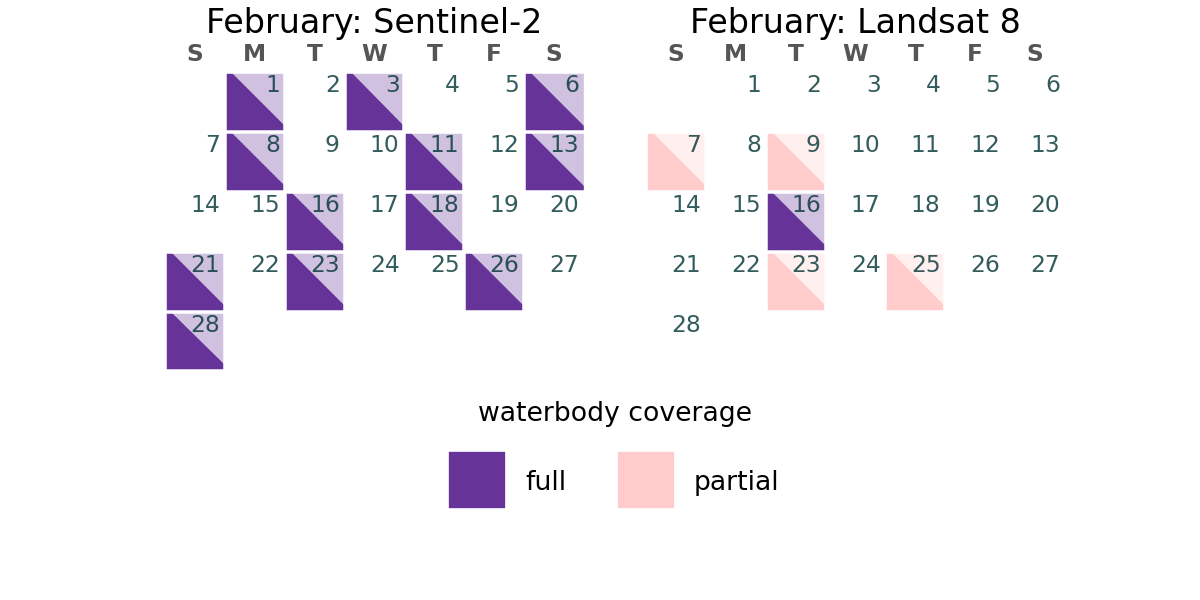 February: Sentinel-2
S M T W T F S
1 2 3 4 5 6
7 8 9 10 11 12 13
14 15 16 17 18 19 20
21 22 23 24 25 26 27
28
February: Landsat 8
S M T W T F S
1 2 3 4 5 6
7 8 9 10 11 12 13
14 15 16 17 18 19 20
21 22 23 24 25 26 27
28
waterbody coverage
full partial